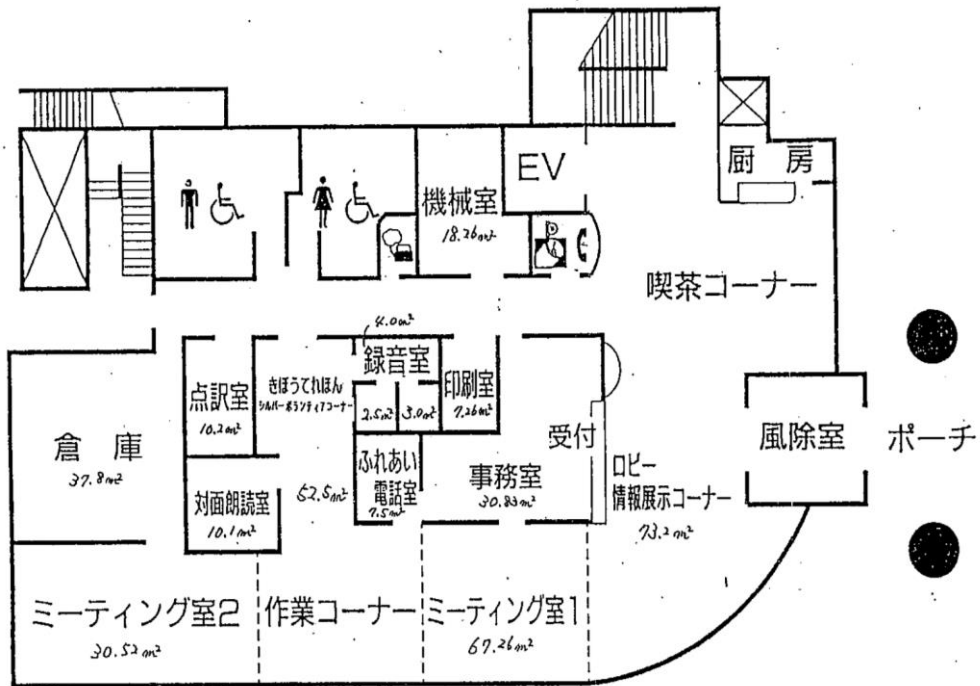 EV
厨 房
機械室
18.26m²
喫茶コーナー
4.0m²
録音室
2.5m²
3.0m²
印刷室
7.26m²
点訳室
10.2m²
きぼうてれほん
シルバーボランティアコーナー
倉 庫
37.8m²
対面朗読室
10.1m²
52.5m²
ふれあい
電話室
7.5m²
事務室
30.83m²
受付
ロビー
情報展示コーナー
73.2m²
風除室
ポーチ
ミーティング室2
30.52m²
作業コーナー
ミーティング室1
67.26m²